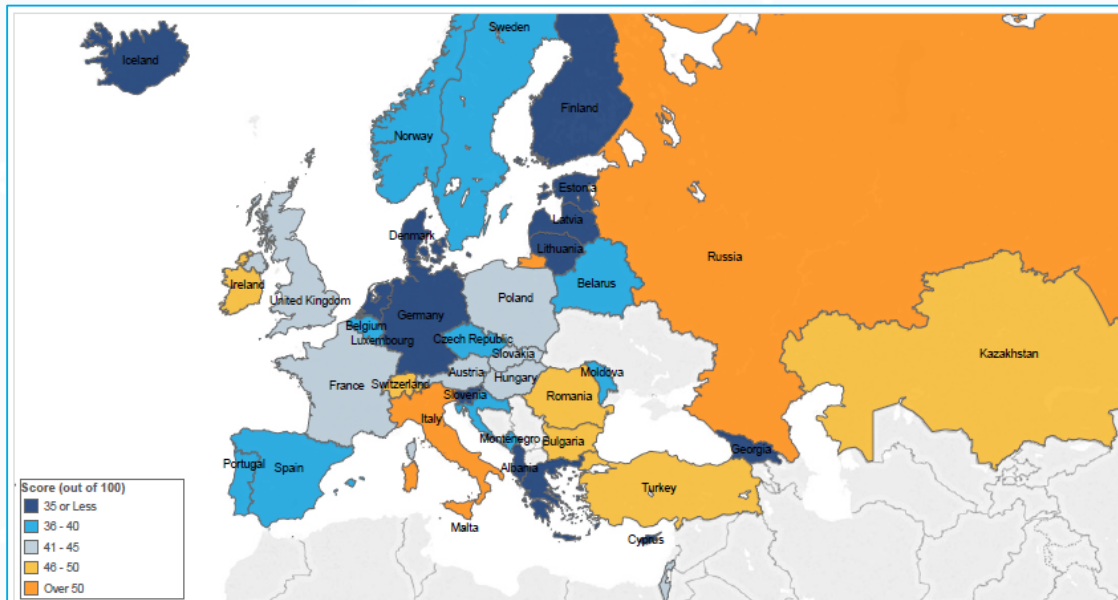 Sweden
Iceland
Finland
Norway
Estonia
Latvia
Denmark
Lithuania
Russia
Belarus
Ireland
United Kingdom
Poland
Germany
Belgium
Luxembourg
Czech Republic
Slovakia
Kazakhstan
Austria
Hungary
France
Switzerland
Moldova
Slovenia
Romania
Italy
Montenegro
Bulgaria
Georgia
Portugal
Spain
Albania
Turkey
Malta
Cyprus
Score (out of 100)
35 or Less
36 - 40
41 - 45
46 - 50
Over 50